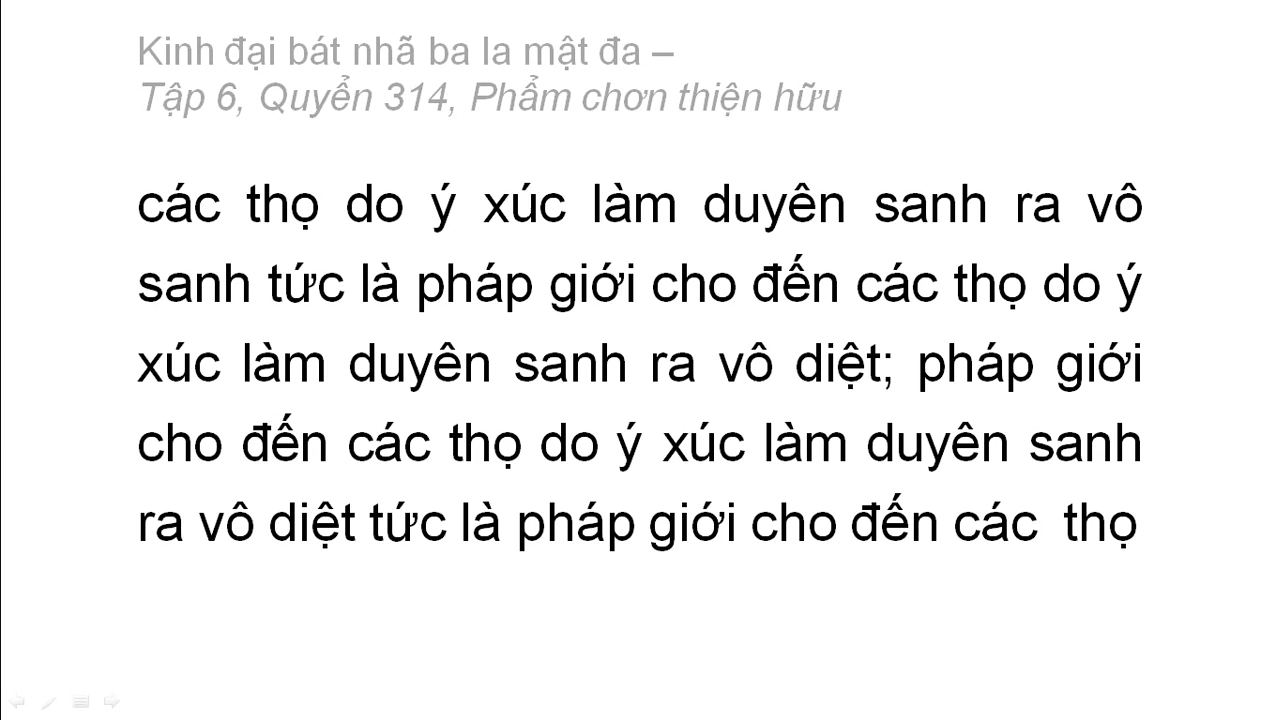 Kinh đại bát nhã ba la mật đa –
Tập 6, Quyển 314, Phẩm chơn thiện hữu
các thọ do ý xúc làm duyên sanh ra vô
sanh tức là pháp giới cho đến các thọ do ý
xúc làm duyên sanh ra vô diệt; pháp giới
cho đến các thọ do ý xúc làm duyên sanh
ra vô diệt tức là pháp giới cho đến các thọ